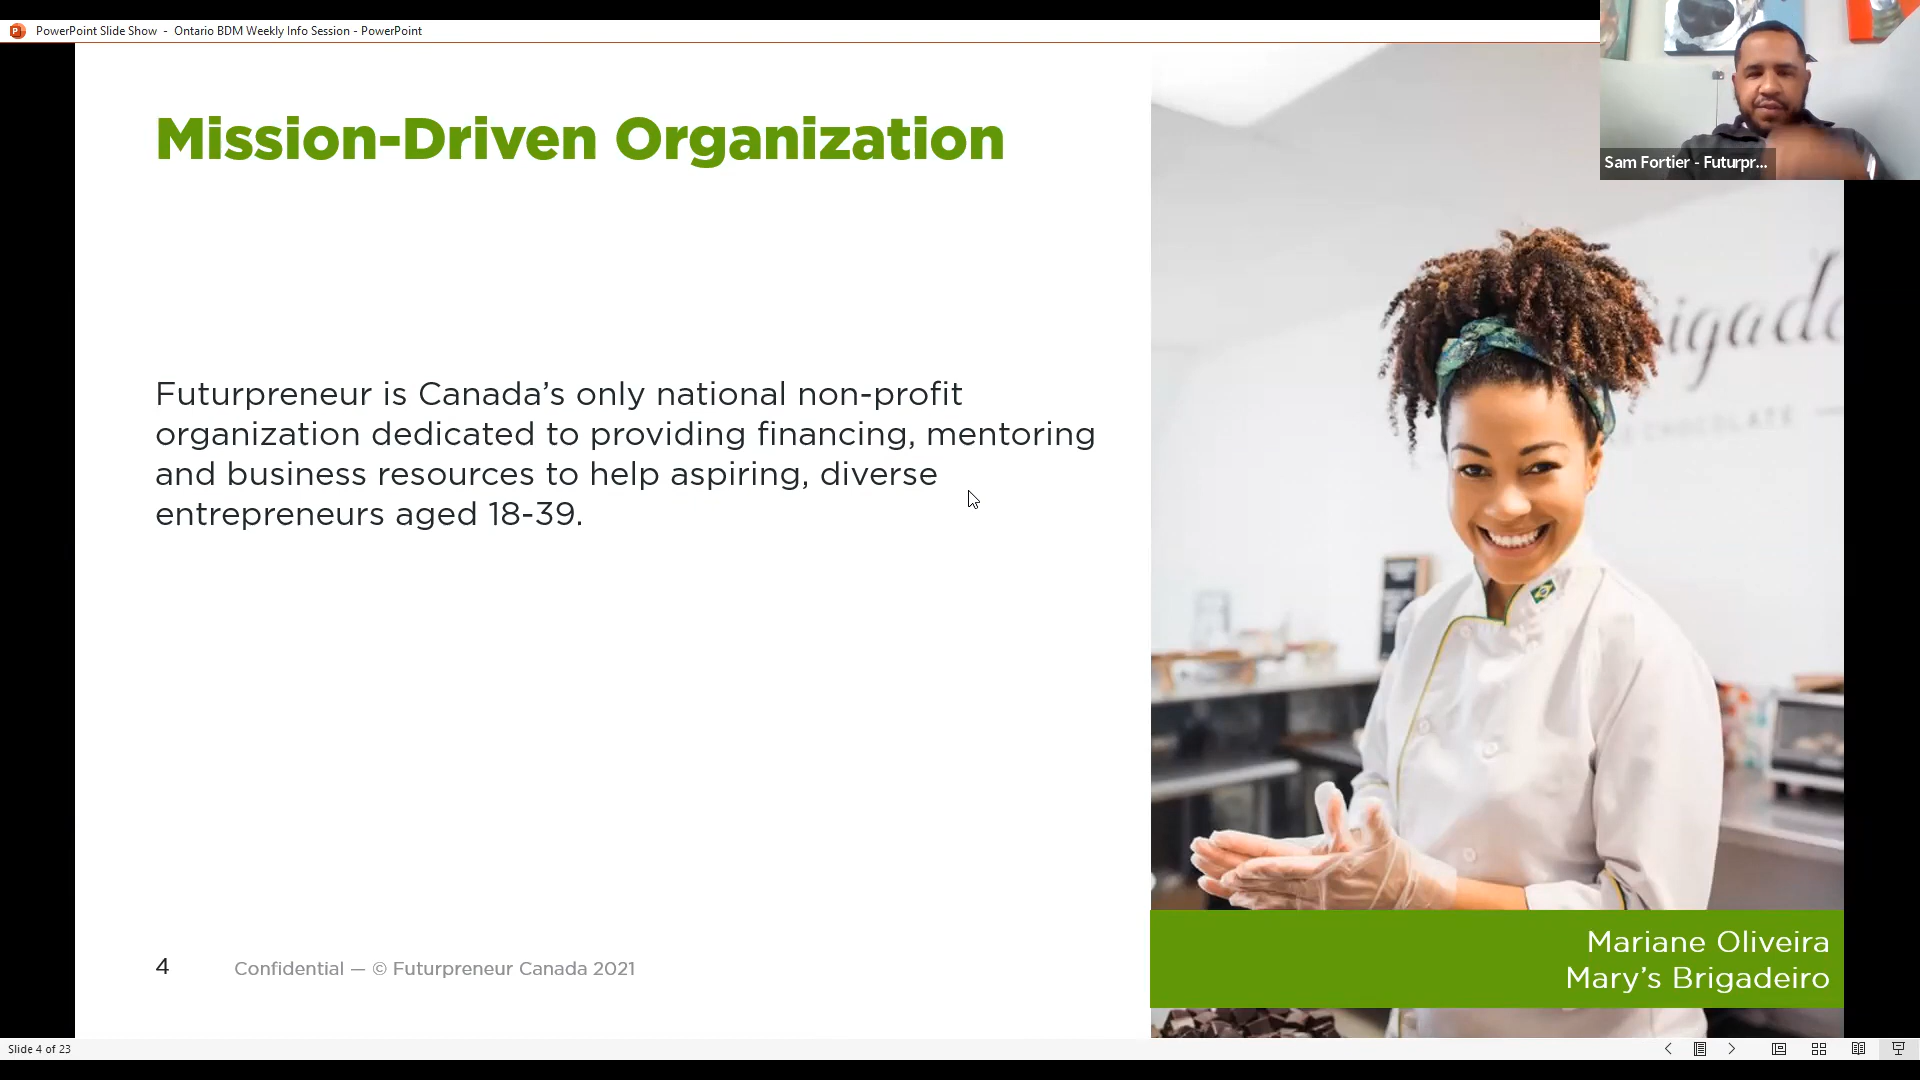 PowerPoint Slide Show - Ontario BDM Weekly Info Session - PowerPoint
Sam Fortier - Futurpr...
Mission-Driven Organization
Futurpreneur is Canada’s only national non-profit
organization dedicated to providing financing, mentoring
and business resources to help aspiring, diverse
entrepreneurs aged 18-39.
CHOCOLATE
Mariane Oliveira
Mary’s Brigadeiro
4
Confidential — © Futurpreneur Canada 2021
Slide 4 of 23